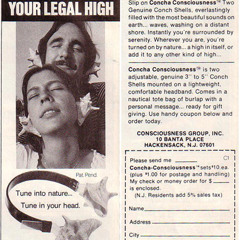 YOUR LEGAL HIGH
Slip on Concha Consciousness™ Two
Genuine Conch Shells, everlastingly
filled with the most beautiful sounds on
earth... waves, washing on a distant
shore. Instantly you're surrounded by
serenity. Wherever you are, you're
turned on by nature... a high in itself, or
add it to any other kind of high.
Concha Consciousness™ is two
adjustable, genuine 3" to 5" Conch
Shells mounted on a lightweight,
comfortable headband. Comes in a
nautical tote bag of burlap with a
personal message... ready for gift
giving. Use handy coupon below and
order today.
CONSCIOUSNESS GROUP, INC.
10 BANTA PLACE
HACKENSACK, N.J. 07601
Pat. Pend.
Tune into nature...
Tune in your head.
Please send me
Concha-Consciousness™ sets*$10 ea.
(plus *$1.00 for postage and handling)
My check or money order for $
is enclosed.
(N.J. Residents add 5% sales tax)
Name
Address
City